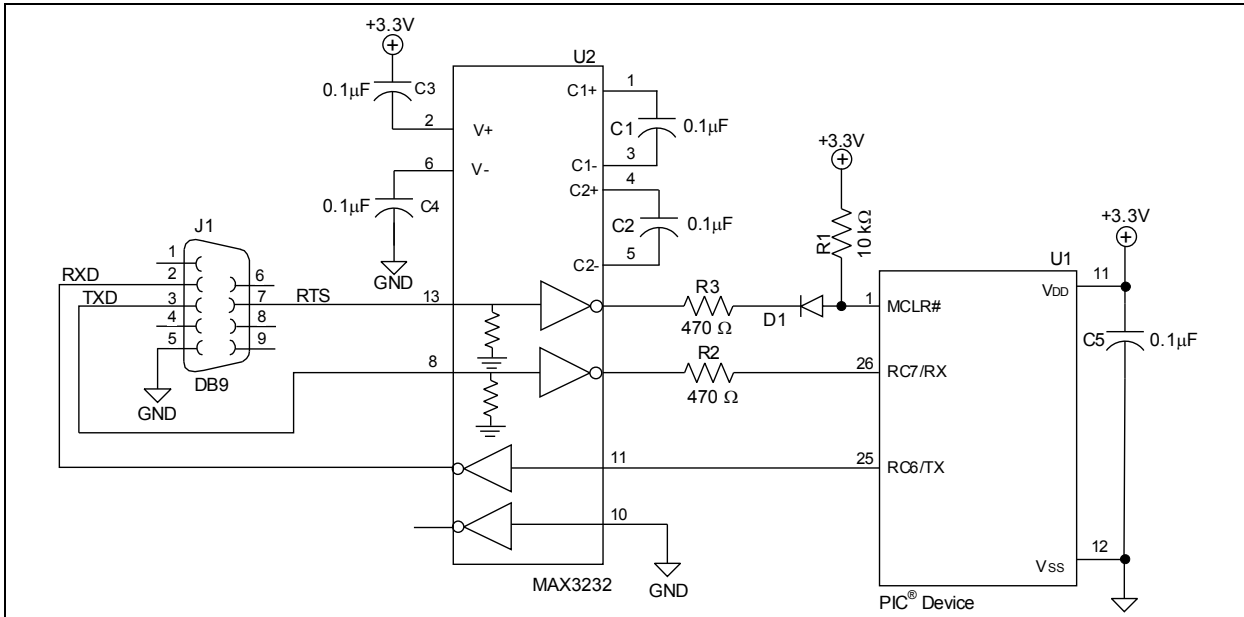 +3.3V
U2
0.1µF
C3
1
C1+
2
V+
C1
0.1µF
C1-
3
6
V-
C2+
4
0.1µF
C4
C2
0.1µF
GND
C2-
5
+3.3V
R1
10 kΩ
+3.3V
J1
1
RXD
2
6
TXD
3
7
RTS
13
4
8
5
9
DB9
GND
R3
470 Ω
D1
1
MCLR#
U1
11
VDD
C5
0.1µF
8
R2
470 Ω
26
RC7/RX
11
25
RC6/TX
10
GND
12
VSS
MAX3232
PIC® Device